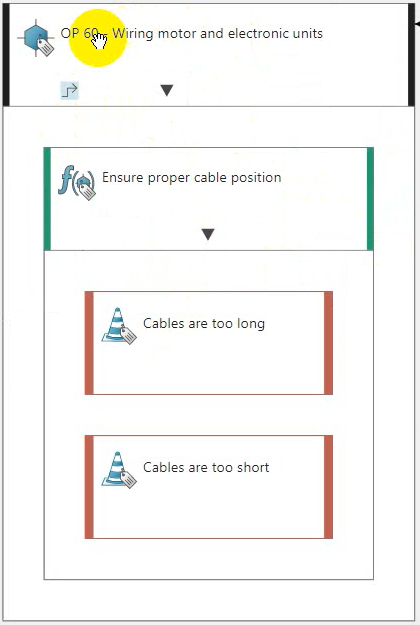 OP 60 - Wiring motor and electronic units
Ensure proper cable position
Cables are too long
Cables are too short